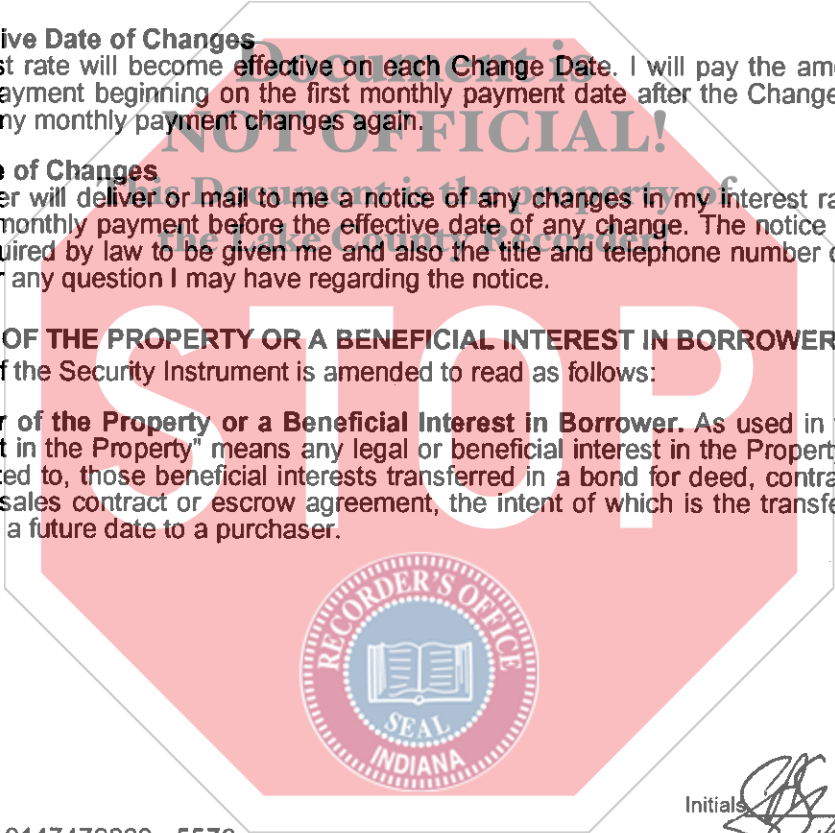 ive Date of Changes
st rate will become effective on each Change Date. I will pay the am
ayment beginning on the first monthly payment date after the Change
ny monthly payment changes again.
e of Changes
er will deliver or mail to me a notice of any changes in my interest ra
monthly payment before the effective date of any change. The notice
uired by law to be given me and also the title and telephone number
r any question I may have regarding the notice.
OF THE PROPERTY OR A BENEFICIAL INTEREST IN BORROWER
f the Security Instrument is amended to read as follows:
r of the Property or a Beneficial Interest in Borrower. As used in
t in the Property" means any legal or beneficial interest in the Propert
ted to, those beneficial interests transferred in a bond for deed, contra
sales contract or escrow agreement, the intent of which is the transfe
a future date to a purchaser.
Document is
NOT OFFICIAL!
This Document is the property of
the Lake County Recorder!
STOP
RECORDER'S OFFICE
SEAL
INDIANA
Initials